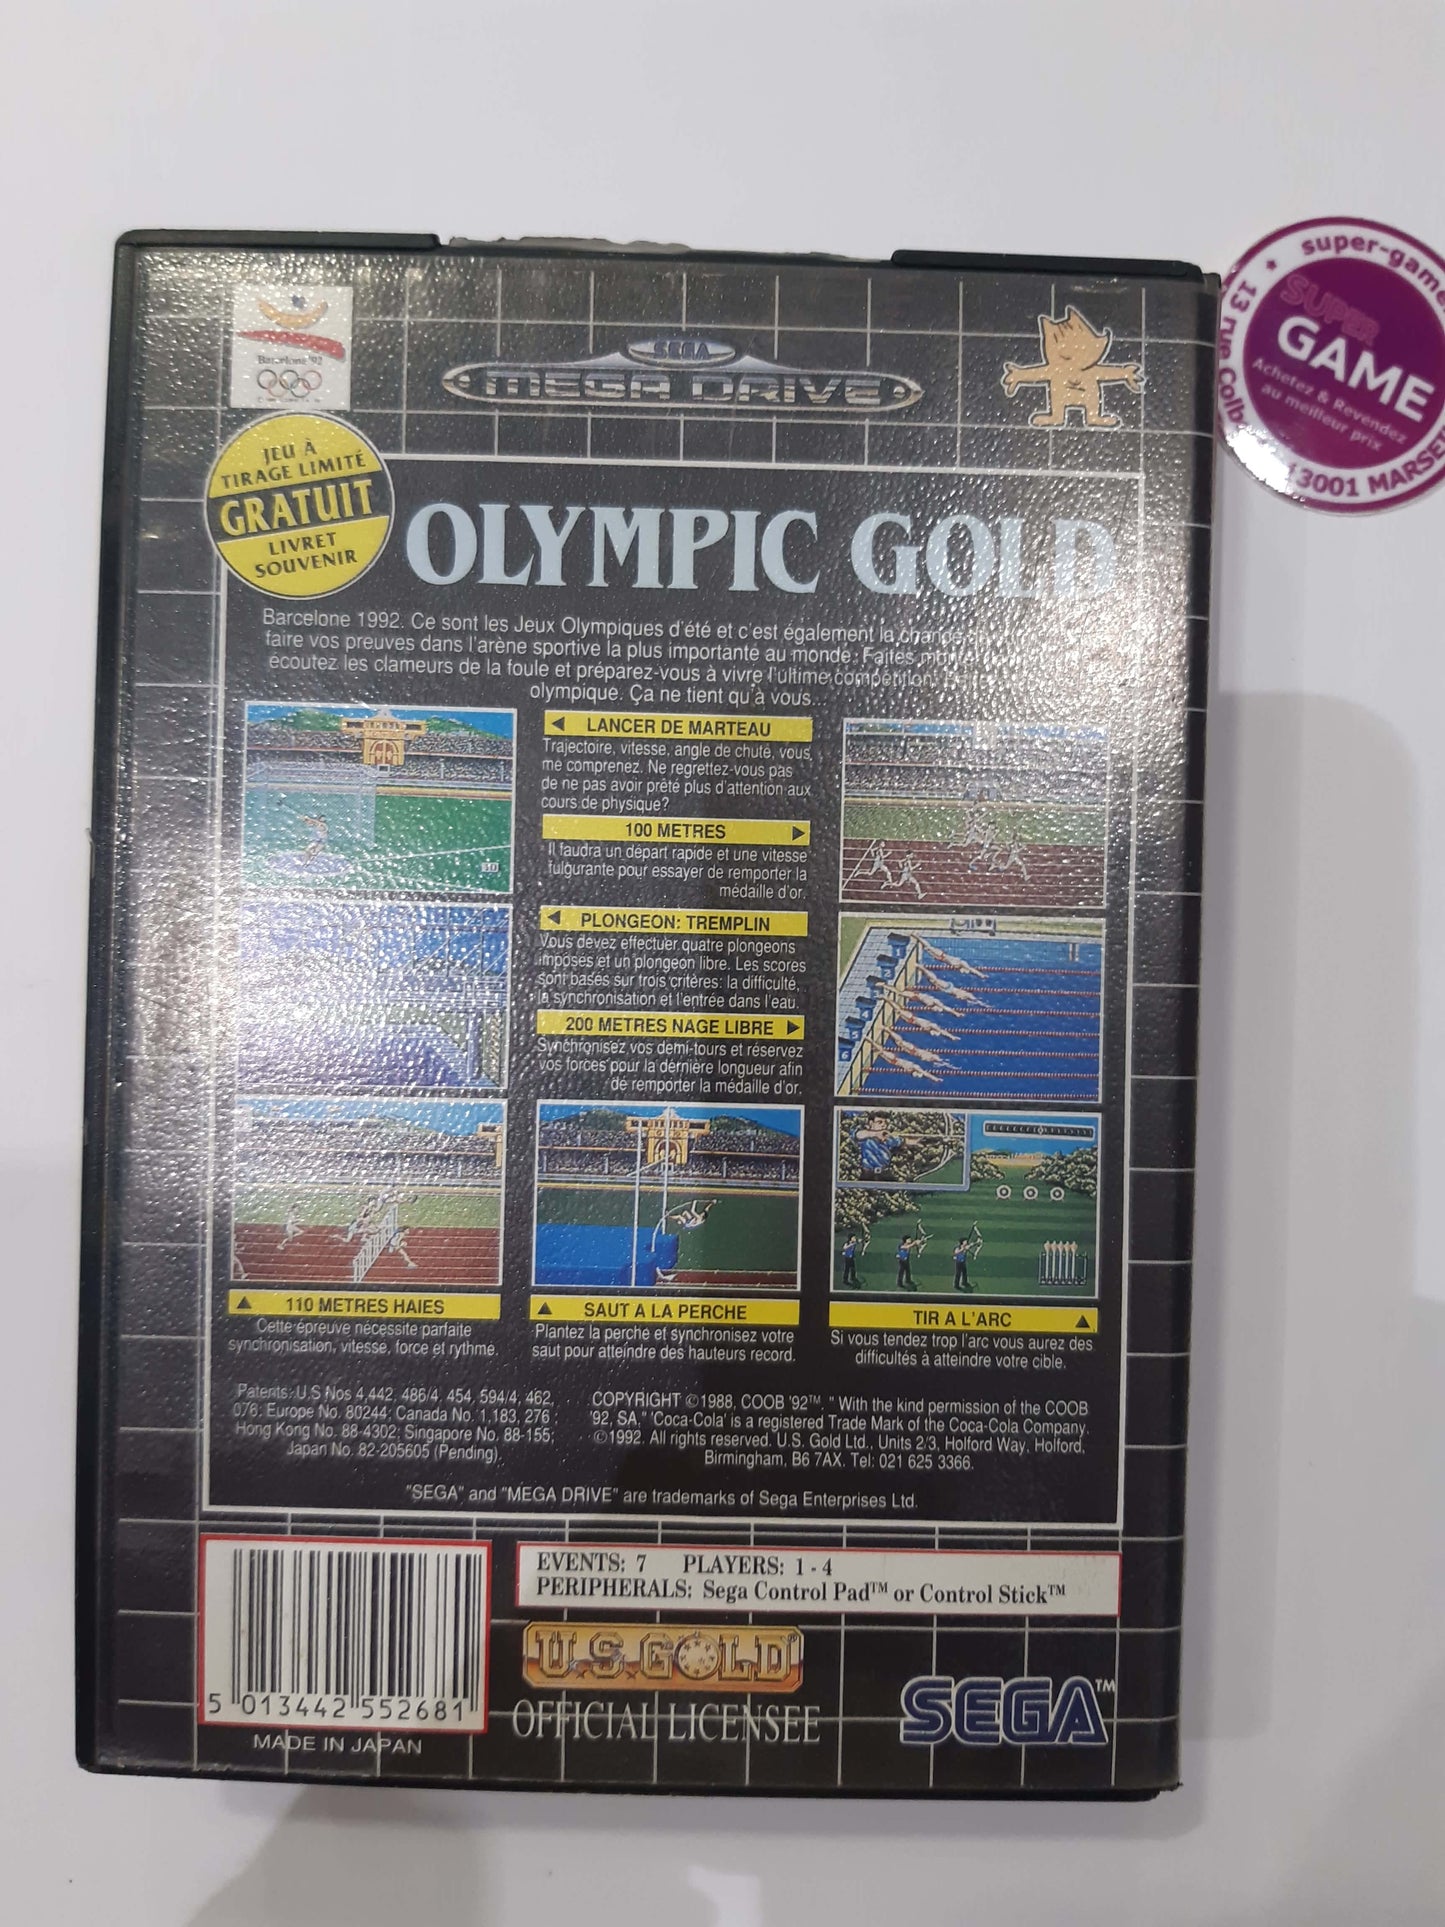 Barcelona'92
SEGA
MEGA DRIVE
super-game
13 rue Colb
13001 MARSE
SUPER
GAME
Achetez & Revendez
au meilleur prix
JEU À
TIRAGE LIMITÉ
GRATUIT
LIVRET
SOUVENIR
OLYMPIC GOLD
Barcelone 1992. Ce sont les Jeux Olympiques d'été et c'est également la chance
faire vos preuves dans l'arène sportive la plus importante au monde. Faites
écoutez les clameurs de la foule et préparez-vous à vivre l'ultime compétition
olympique. Ça ne tient qu'à vous...
LANCER DE MARTEAU
Trajectoire, vitesse, angle de chute, vous
me comprenez. Ne regrettez-vous pas
de ne pas avoir prêté plus d'attention aux
cours de physique?
100 METRES
Il faudra un départ rapide et une vitesse
fulgurante pour essayer de remporter la
médaille d'or.
PLONGEON: TREMPLIN
Vous devez effectuer quatre plongeons
imposés et un plongeon libre. Les scores
sont basés sur trois critères: la difficulté,
la synchronisation et l'entrée dans l'eau.
200 METRES NAGE LIBRE
Synchronisez vos demi-tours et réservez
vos forces pour la dernière longueur afin
de remporter la médaille d'or.
110 METRES HAIES
Cette épreuve nécessite parfaite
synchronisation, vitesse, force et rythme.
SAUT A LA PERCHE
Plantez la perche et synchronisez votre
saut pour atteindre des hauteurs record.
TIR A L'ARC
Si vous tendez trop l'arc vous aurez des
difficultés à atteindre votre cible.
Patents: U.S Nos 4,442, 486/4, 454, 594/4, 462,
076; Europe No. 80244; Canada No. 1,183, 276 ;
Hong Kong No. 88-4302; Singapore No. 88-155;
Japan No. 82-205605 (Pending).
COPYRIGHT ©1988, COOB '92™. " With the kind permission of the COOB
'92, SA," 'Coca-Cola' is a registered Trade Mark of the Coca-Cola Company.
©1992. All rights reserved. U.S. Gold Ltd., Units 2/3, Holford Way, Holford,
Birmingham, B6 7AX. Tel: 021 625 3366.
"SEGA" and "MEGA DRIVE" are trademarks of Sega Enterprises Ltd.
EVENTS: 7 PLAYERS: 1 - 4
PERIPHERALS: Sega Control Pad™ or Control Stick™
5 013442 552681
MADE IN JAPAN
U.S. GOLD®
OFFICIAL LICENSEE
SEGA™